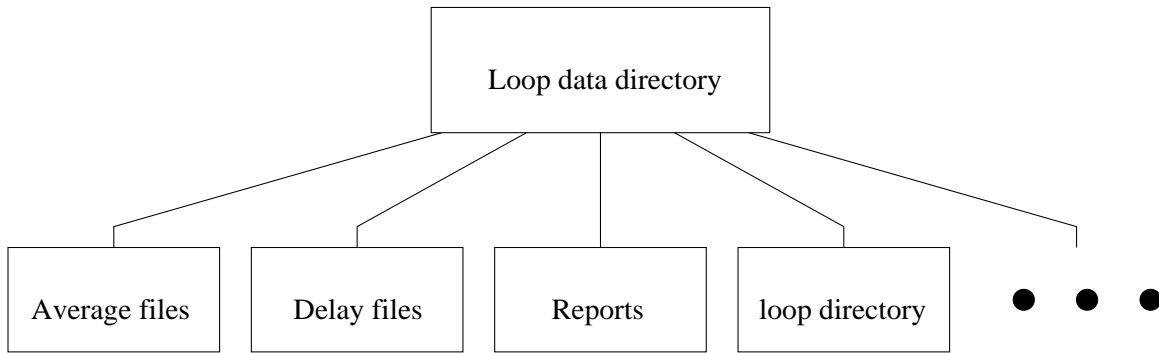 Loop data directory
Average files
Delay files
Reports
loop directory